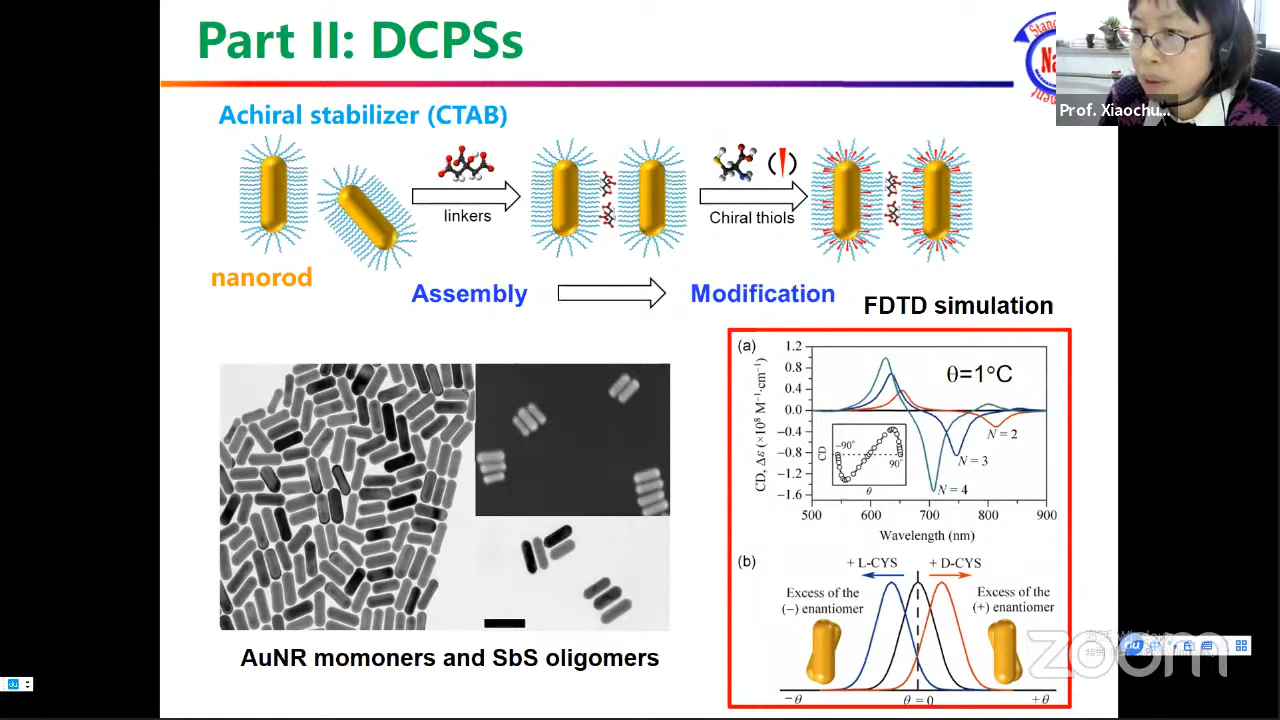 Part II: DCPSs
Prof. Xiaochu...
Achiral stabilizer (CTAB)
linkers
Chiral thiols
nanorod
Assembly
Modification
FDTD simulation
(a)
θ=1°C
CD, Δε (×10⁸ M⁻¹·cm⁻¹)
1.2
0.8
0.4
0.0
−0.4
−0.8
−1.2
−1.6
N = 2
N = 3
N = 4
CD
−90°
90°
θ
500 600 700 800 900
Wavelength (nm)
(b)
+ L-CYS + D-CYS
Excess of the
(−) enantiomer
Excess of the
(+) enantiomer
−θ θ = 0 +θ
AuNR momoners and SbS oligomers
zoom